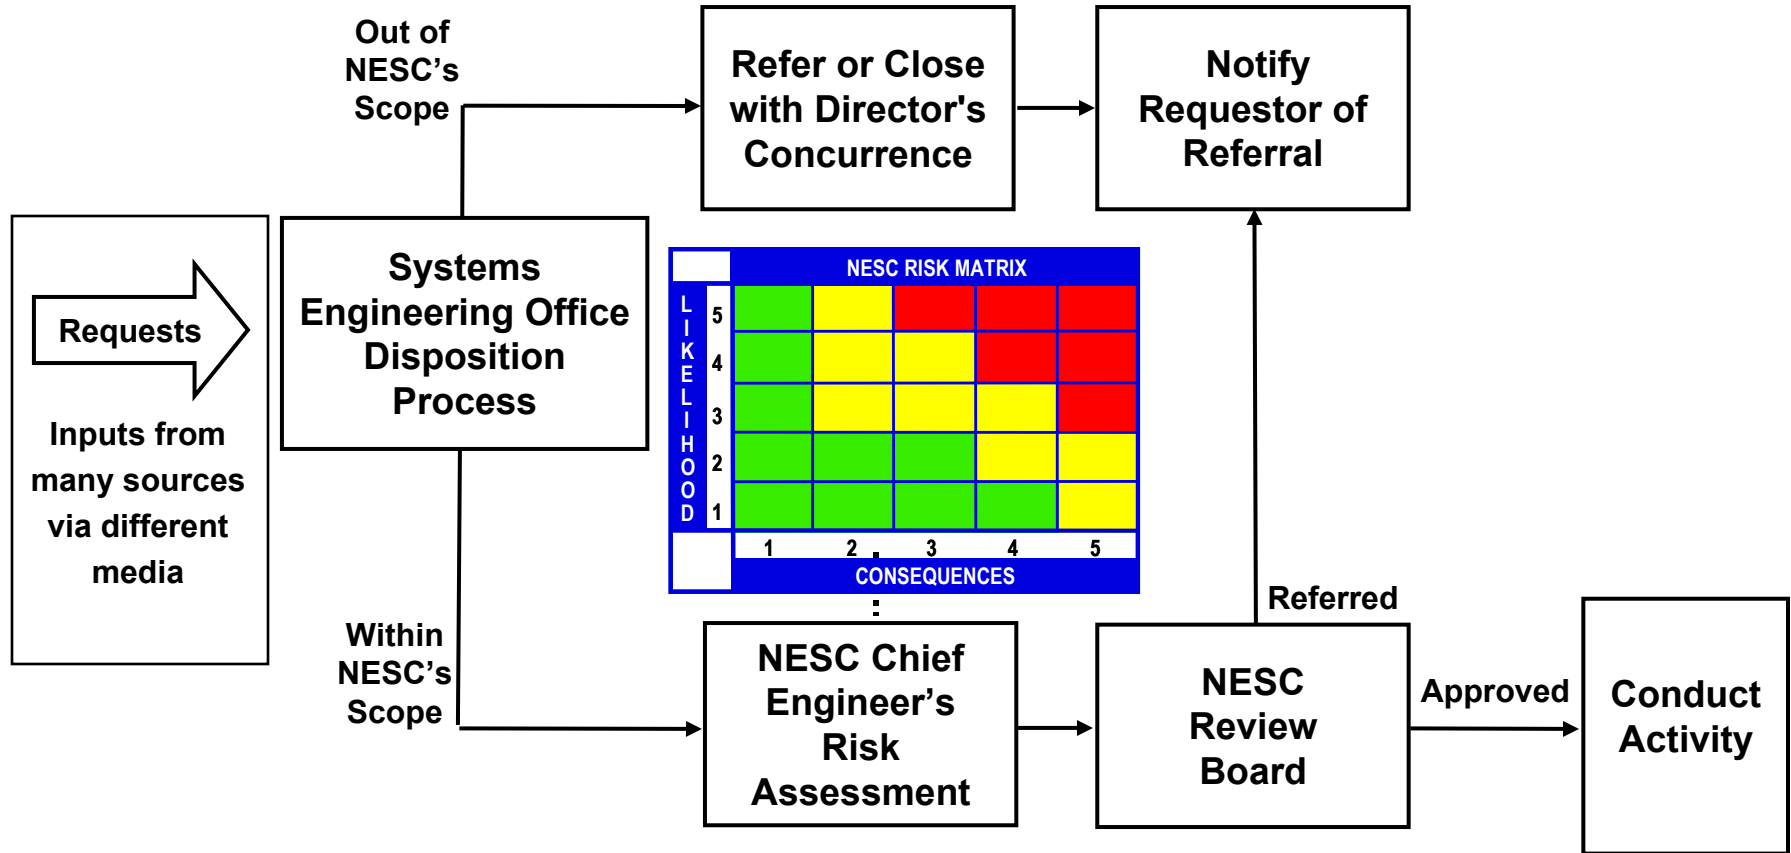 Out of
NESC’s
Scope
Refer or Close
with Director's
Concurrence
Notify
Requestor of
Referral
Requests
Inputs from
many sources
via different
media
Systems
Engineering Office
Disposition
Process
NESC RISK MATRIX
LIKELIHOOD
5
4
3
2
1
1 2 3 4 5
CONSEQUENCES
Within
NESC’s
Scope
NESC Chief
Engineer’s
Risk
Assessment
Referred
NESC
Review
Board
Approved
Conduct
Activity